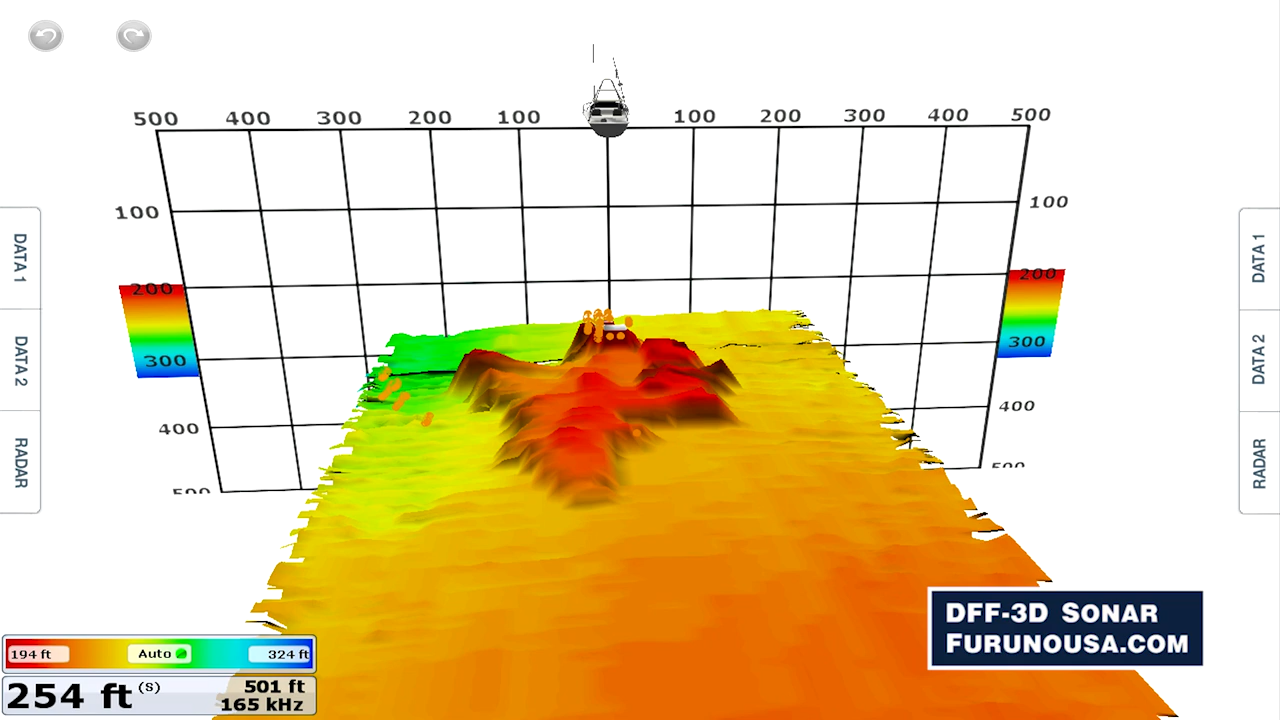 500 400 300 200 100 100 200 300 400 500
100 100
200 200
300 300
400 400
500 500
DATA 1
DATA 2
RADAR
DATA 1
DATA 2
RADAR
194 ft Auto 324 ft
254 ft (S) 501 ft
165 kHz
DFF-3D SONAR
FURUNOUSA.COM